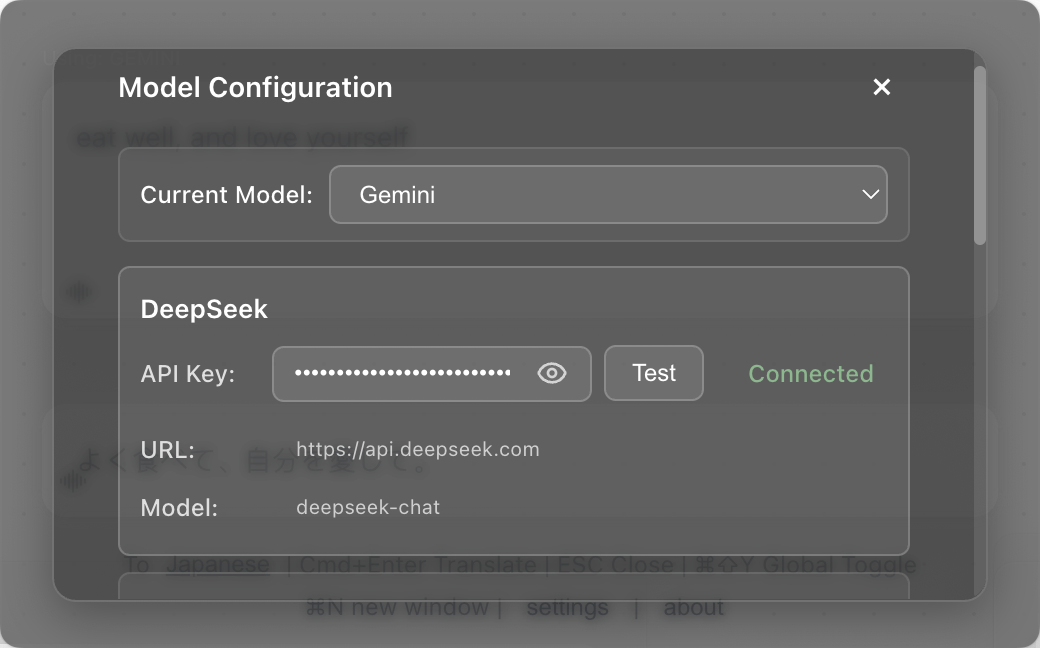 Model Configuration ×
eat well, and love yourself
Current Model: Gemini
DeepSeek
API Key: •••••••••••••••••••••••••• Test Connected
URL: https://api.deepseek.com
よく食べて、自分を愛して。
Model: deepseek-chat
To Japanese | Cmd+Enter Translate | ESC Close | ⌘⇧Y Global Toggle
⌘N new window | settings | about